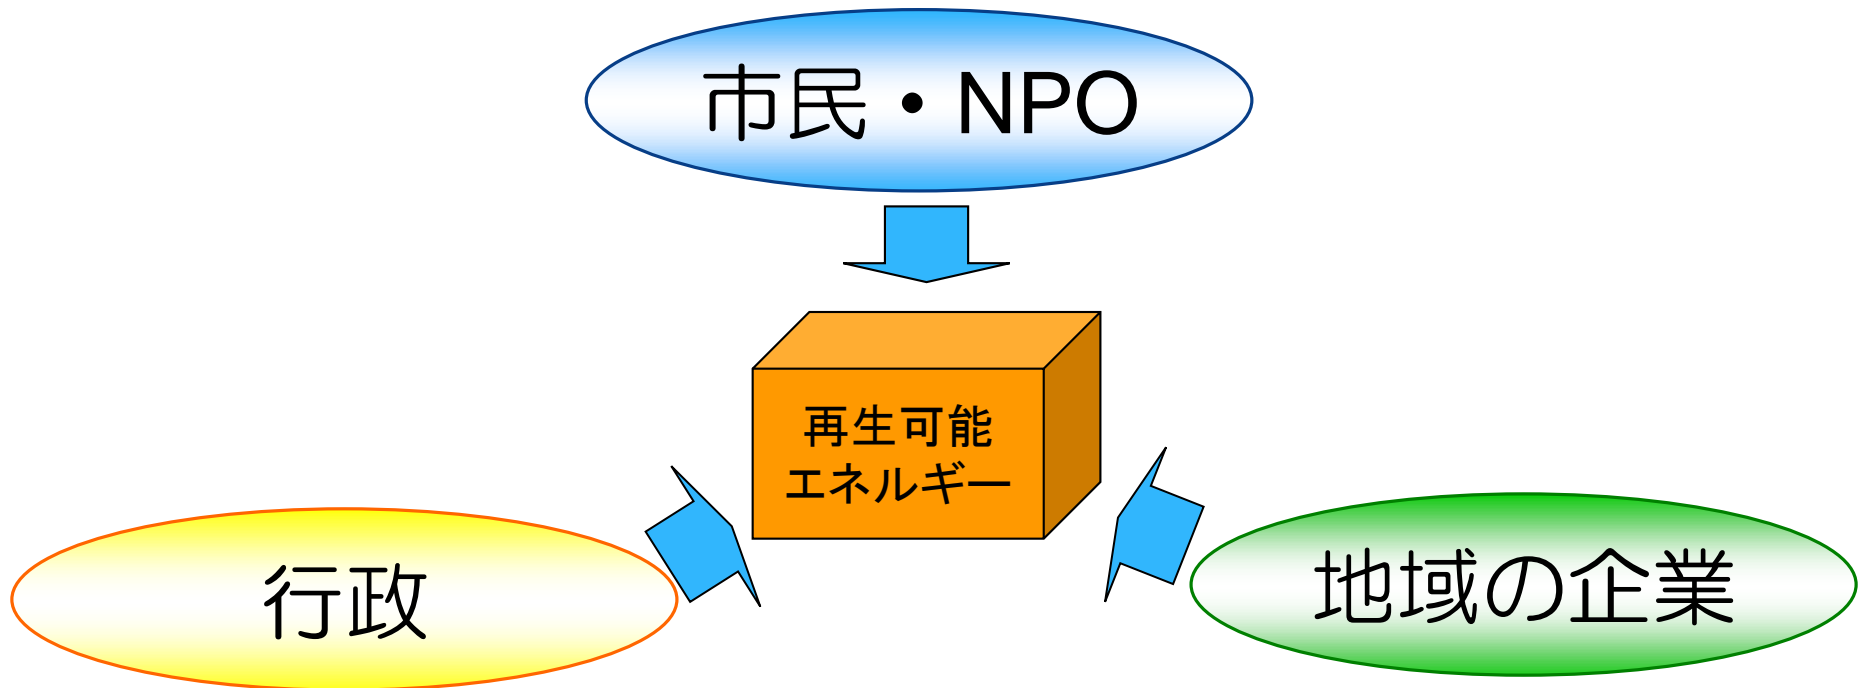 市民・NPO
再生可能
エネルギー
行政
地域の企業